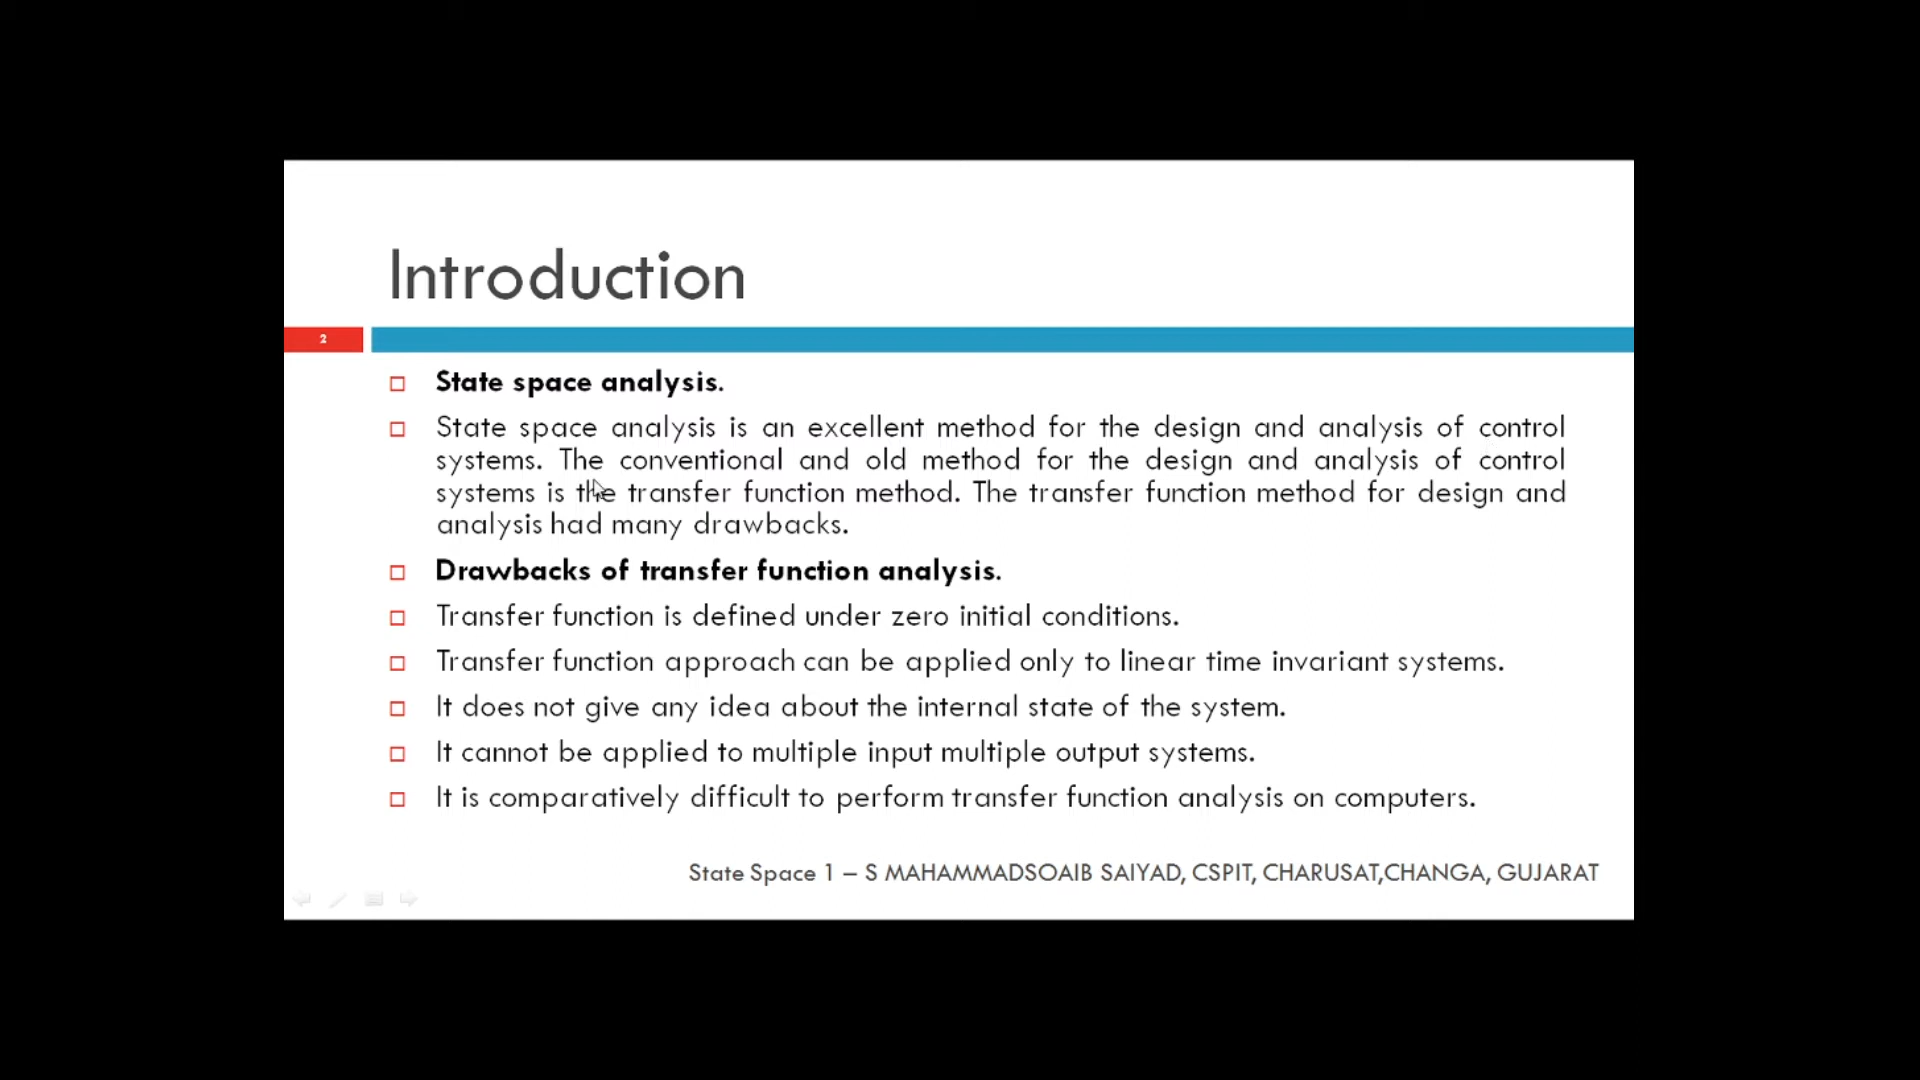 Introduction
2
State space analysis.
State space analysis is an excellent method for the design and analysis of control
systems. The conventional and old method for the design and analysis of control
systems is the transfer function method. The transfer function method for design and
analysis had many drawbacks.
Drawbacks of transfer function analysis.
Transfer function is defined under zero initial conditions.
Transfer function approach can be applied only to linear time invariant systems.
It does not give any idea about the internal state of the system.
It cannot be applied to multiple input multiple output systems.
It is comparatively difficult to perform transfer function analysis on computers.
State Space 1 – S MAHAMMADSOAIB SAIYAD, CSPIT, CHARUSAT,CHANGA, GUJARAT